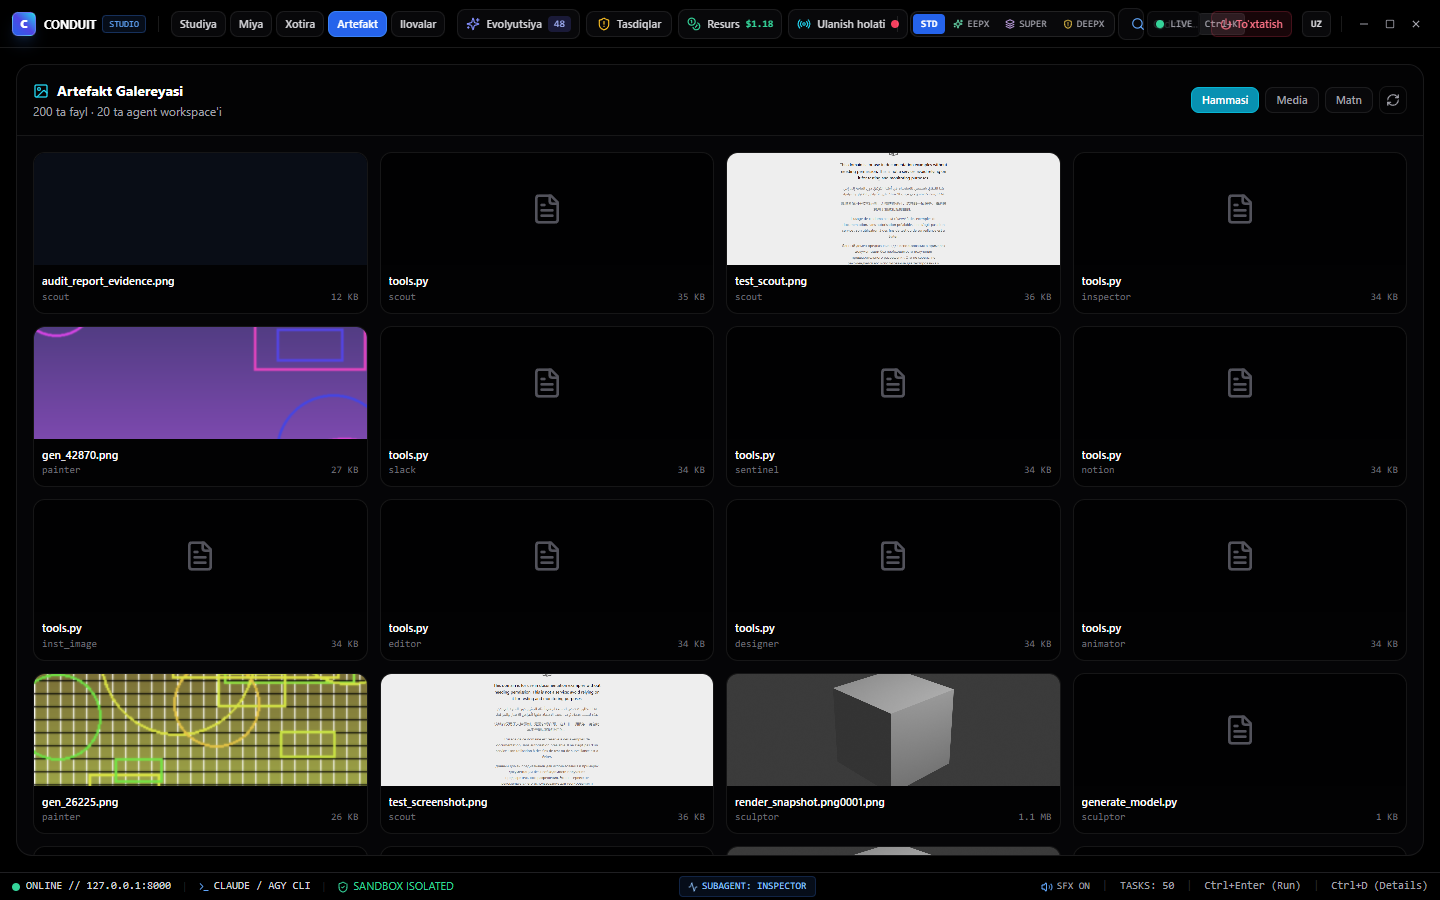 C CONDUIT STUDIO Studiya Miya Xotira Artefakt Ilovalar Evolyutsiya 48 Tasdiqlar Resurs $1.18 Ulanish holati STD EEPX SUPER DEEPX LIVE Ctrl+K To'xtatish UZ
Artefakt Galereyasi
200 ta fayl · 20 ta agent workspace'i
Hammasi Media Matn
audit_report_evidence.png
scout 12 KB
tools.py
scout 35 KB
test_scout.png
scout 36 KB
tools.py
inspector 34 KB
gen_42870.png
painter 27 KB
tools.py
slack 34 KB
tools.py
sentinel 34 KB
tools.py
notion 34 KB
tools.py
inst_image 34 KB
tools.py
editor 34 KB
tools.py
designer 34 KB
tools.py
animator 34 KB
gen_26225.png
painter 26 KB
test_screenshot.png
scout 36 KB
render_snapshot.png0001.png
sculptor 1.1 MB
generate_model.py
sculptor 1 KB
ONLINE // 127.0.0.1:8000 CLAUDE / AGY CLI SANDBOX ISOLATED SUBAGENT: INSPECTOR SFX ON TASKS: 50 Ctrl+Enter (Run) Ctrl+D (Details)